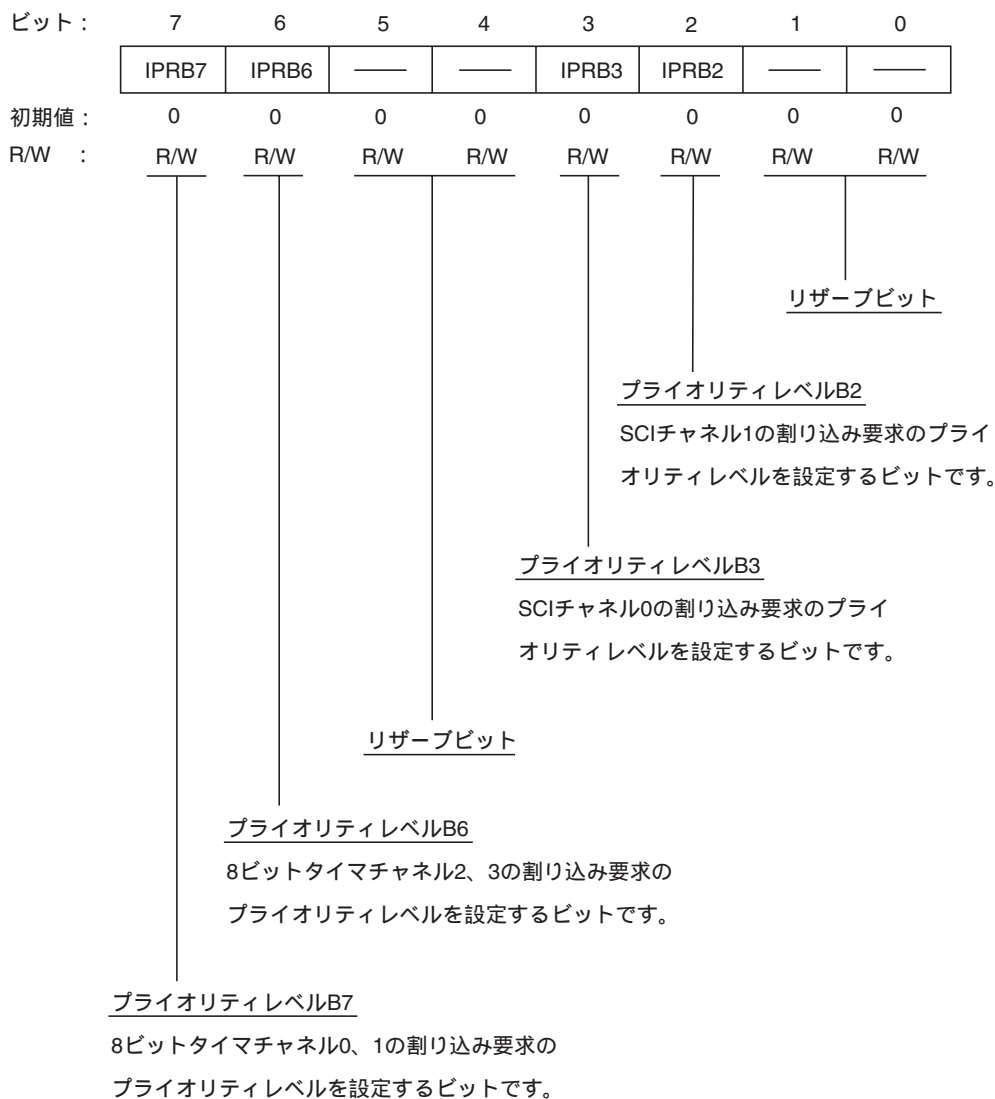 ビット： 7 6 5 4 3 2 1 0
IPRB7 IPRB6 — — IPRB3 IPRB2 — —
初期値： 0 0 0 0 0 0 0 0
R/W ： R/W R/W R/W R/W R/W R/W R/W R/W
リザーブビット
プライオリティレベルB2
SCIチャネル1の割り込み要求のプライ
オリティレベルを設定するビットです。
プライオリティレベルB3
SCIチャネル0の割り込み要求のプライ
オリティレベルを設定するビットです。
リザーブビット
プライオリティレベルB6
8ビットタイマチャネル2、3の割り込み要求の
プライオリティレベルを設定するビットです。
プライオリティレベルB7
8ビットタイマチャネル0、1の割り込み要求の
プライオリティレベルを設定するビットです。